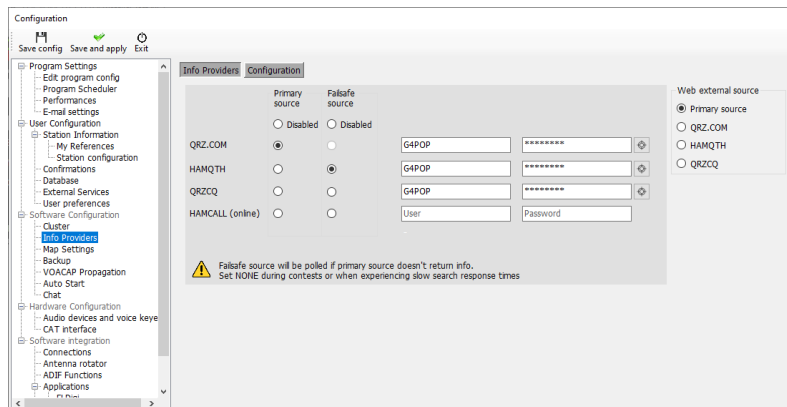 Configuration
Save config Save and apply Exit
Program Settings
Edit program config
Program Scheduler
Performances
E-mail settings
User Configuration
Station Information
My References
Station configuration
Confirmations
Database
External Services
User preferences
Software Configuration
Cluster
Info Providers
Map Settings
Backup
VOACAP Propagation
Auto Start
Chat
Hardware Configuration
Audio devices and voice keye
CAT interface
Software integration
Connections
Antenna rotator
ADIF Functions
Applications
Info Providers Configuration
Primary source Failsafe source
Disabled Disabled
QRZ.COM G4POP ********
HAMQTH G4POP ********
QRZCQ G4POP ********
HAMCALL (online) User Password
Failsafe source will be polled if primary source doesn't return info.
Set NONE during contests or when experiencing slow search response times
Web external source
Primary source
QRZ.COM
HAMQTH
QRZCQ